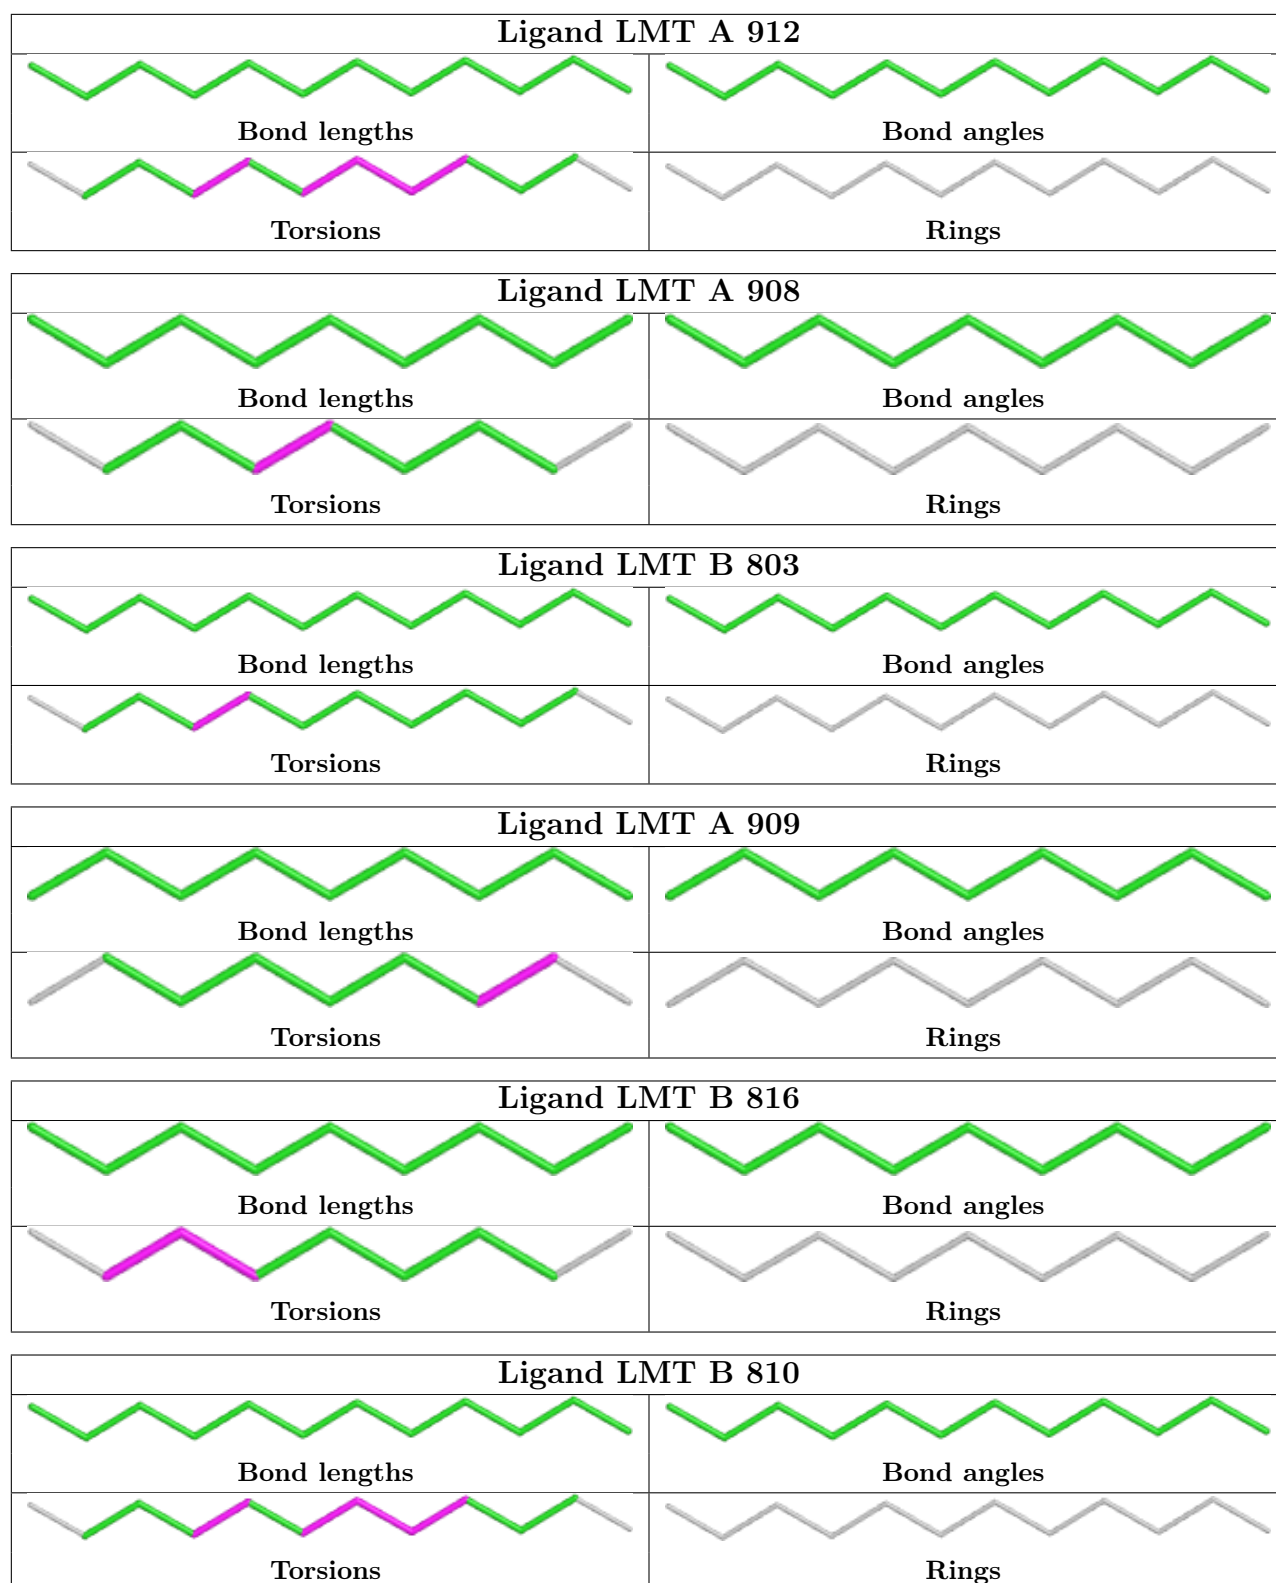 Ligand LMT A 912
Bond lengths
Bond angles
Torsions
Rings
Ligand LMT A 908
Bond lengths
Bond angles
Torsions
Rings
Ligand LMT B 803
Bond lengths
Bond angles
Torsions
Rings
Ligand LMT A 909
Bond lengths
Bond angles
Torsions
Rings
Ligand LMT B 816
Bond lengths
Bond angles
Torsions
Rings
Ligand LMT B 810
Bond lengths
Bond angles
Torsions
Rings